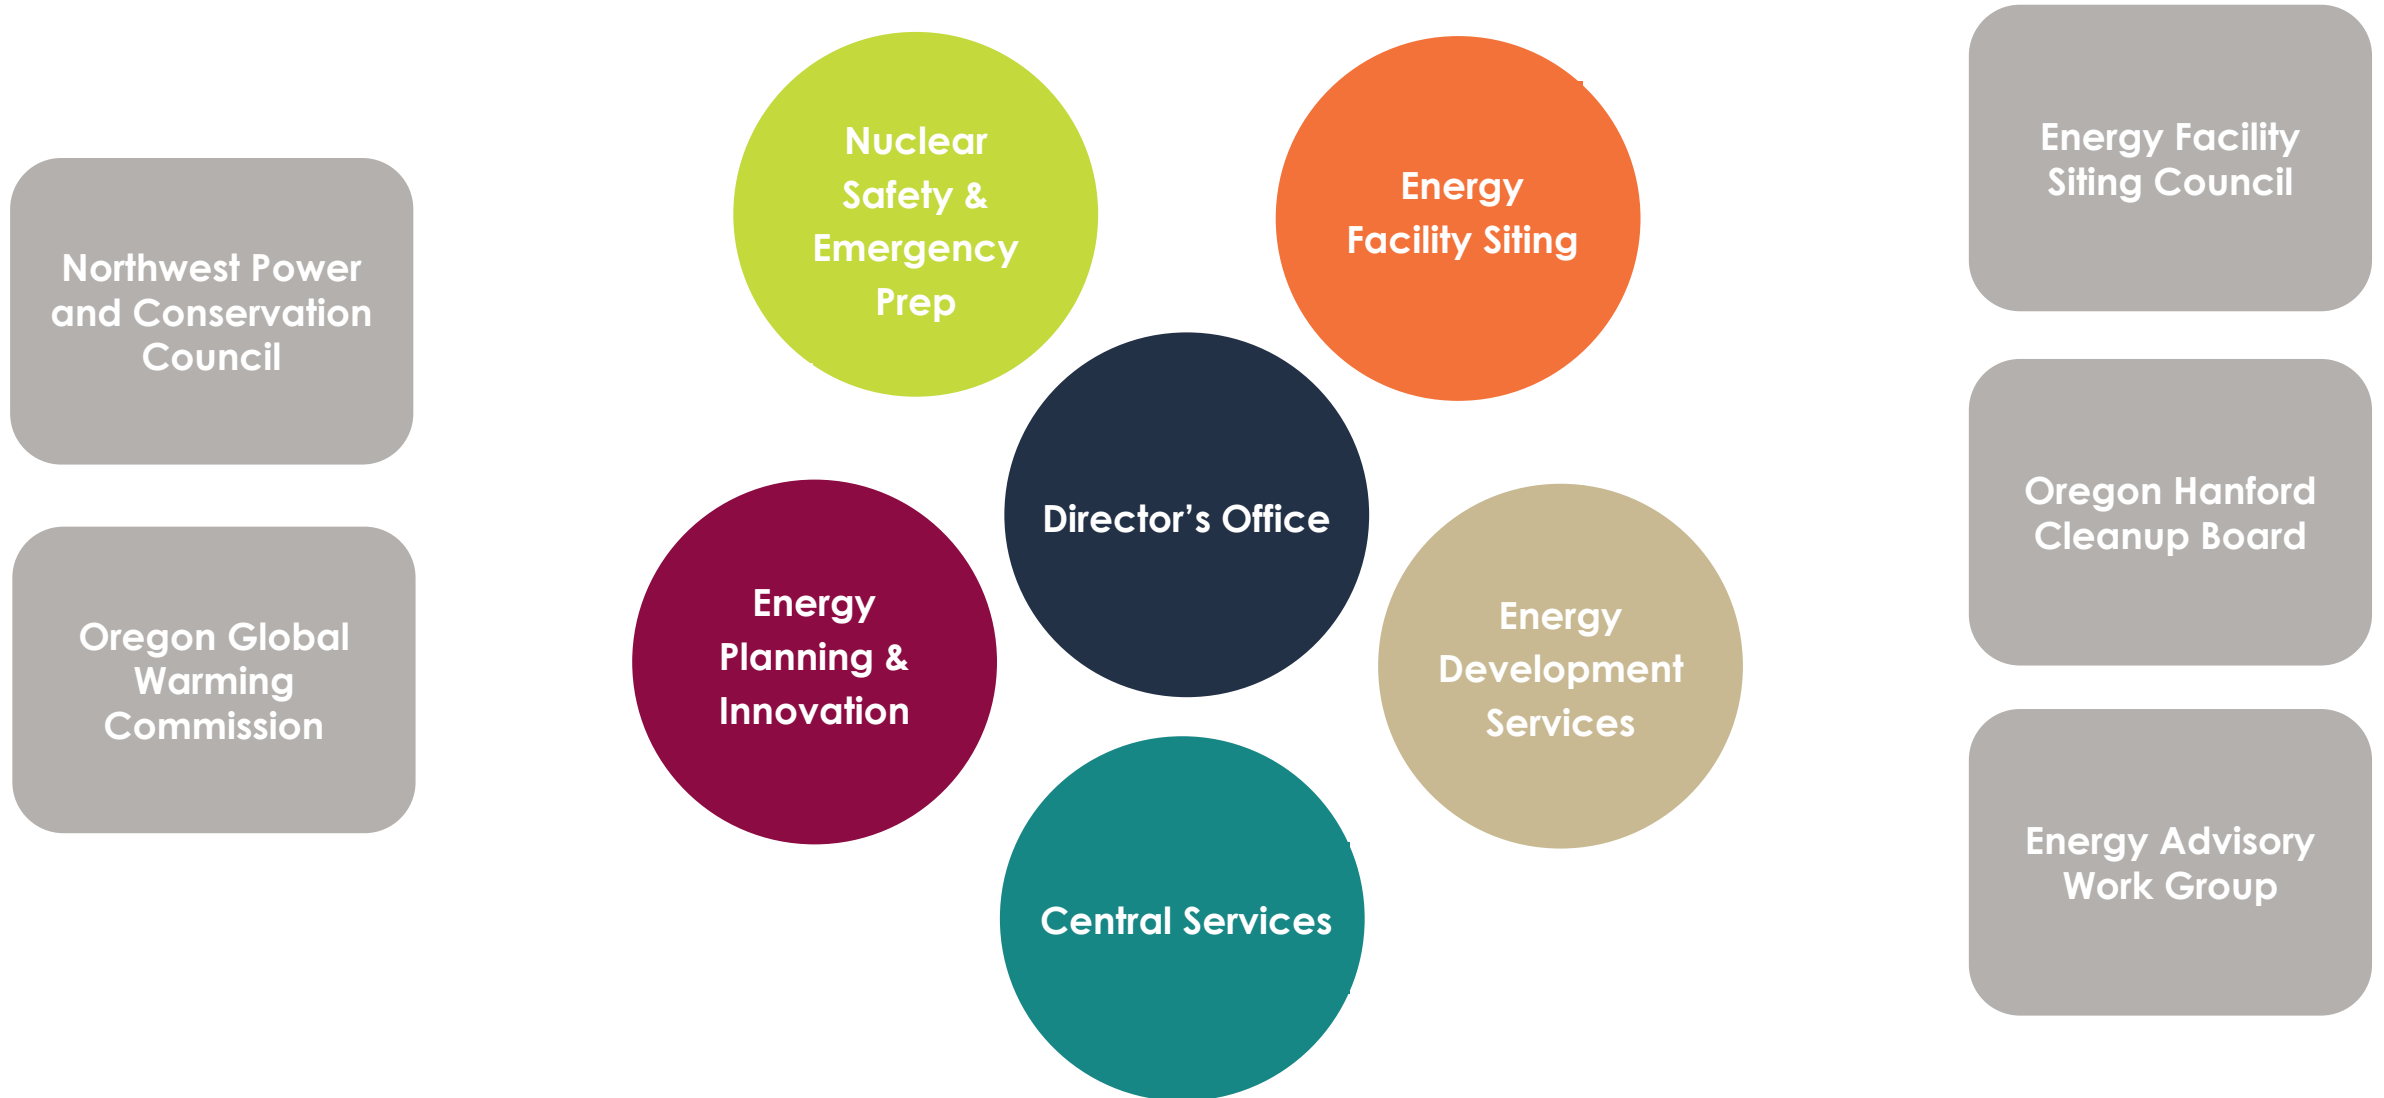 Northwest Power
and Conservation
Council
Oregon Global
Warming
Commission
Nuclear
Safety &
Emergency
Prep
Energy
Facility Siting
Director’s Office
Energy
Planning &
Innovation
Energy
Development
Services
Central Services
Energy Facility
Siting Council
Oregon Hanford
Cleanup Board
Energy Advisory
Work Group